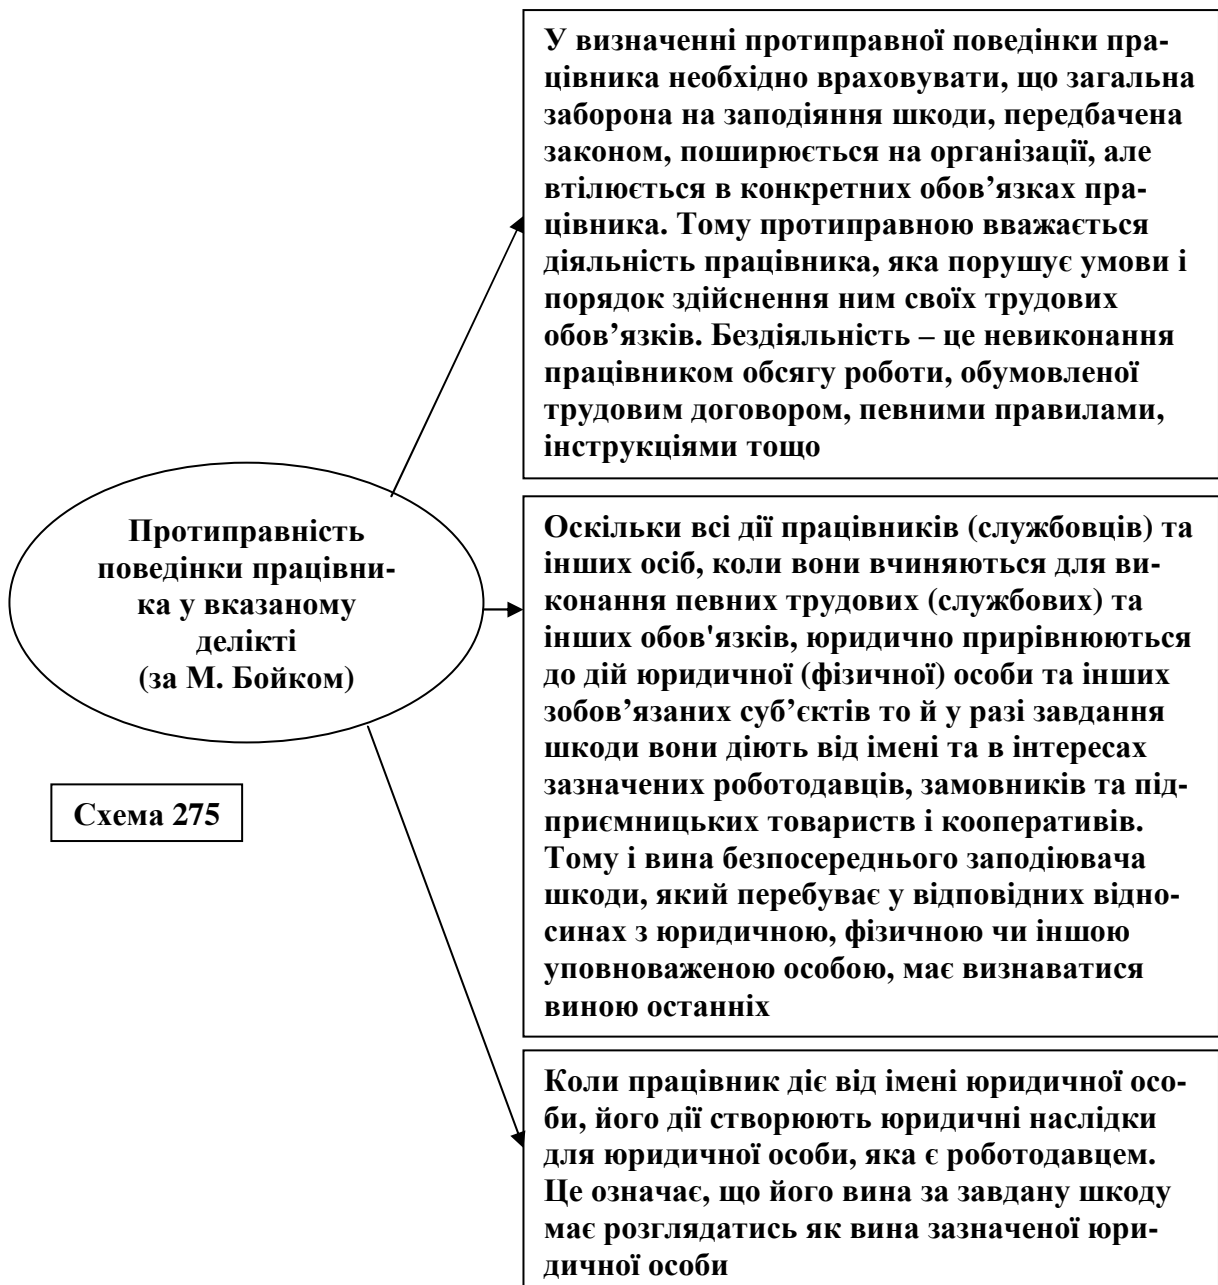 У визначенні протиправної поведінки пра-
цівника необхідно враховувати, що загальна
заборона на заподіяння шкоди, передбачена
законом, поширюється на організації, але
втілюється в конкретних обов’язках пра-
цівника. Тому протиправною вважається
діяльність працівника, яка порушує умови і
порядок здійснення ним своїх трудових
обов’язків. Бездіяльність – це невиконання
працівником обсягу роботи, обумовленої
трудовим договором, певними правилами,
інструкціями тощо
Протиправність
поведінки працівни-
ка у вказаному
делікті
(за М. Бойком)
Схема 275
Оскільки всі дії працівників (службовців) та
інших осіб, коли вони вчиняються для ви-
конання певних трудових (службових) та
інших обов'язків, юридично прирівнюються
до дій юридичної (фізичної) особи та інших
зобов’язаних суб’єктів то й у разі завдання
шкоди вони діють від імені та в інтересах
зазначених роботодавців, замовників та під-
приємницьких товариств і кооперативів.
Тому і вина безпосереднього заподіювача
шкоди, який перебуває у відповідних відно-
синах з юридичною, фізичною чи іншою
уповноваженою особою, має визнаватися
виною останніх
Коли працівник діє від імені юридичної осо-
би, його дії створюють юридичні наслідки
для юридичної особи, яка є роботодавцем.
Це означає, що його вина за завдану шкоду
має розглядатись як вина зазначеної юри-
дичної особи